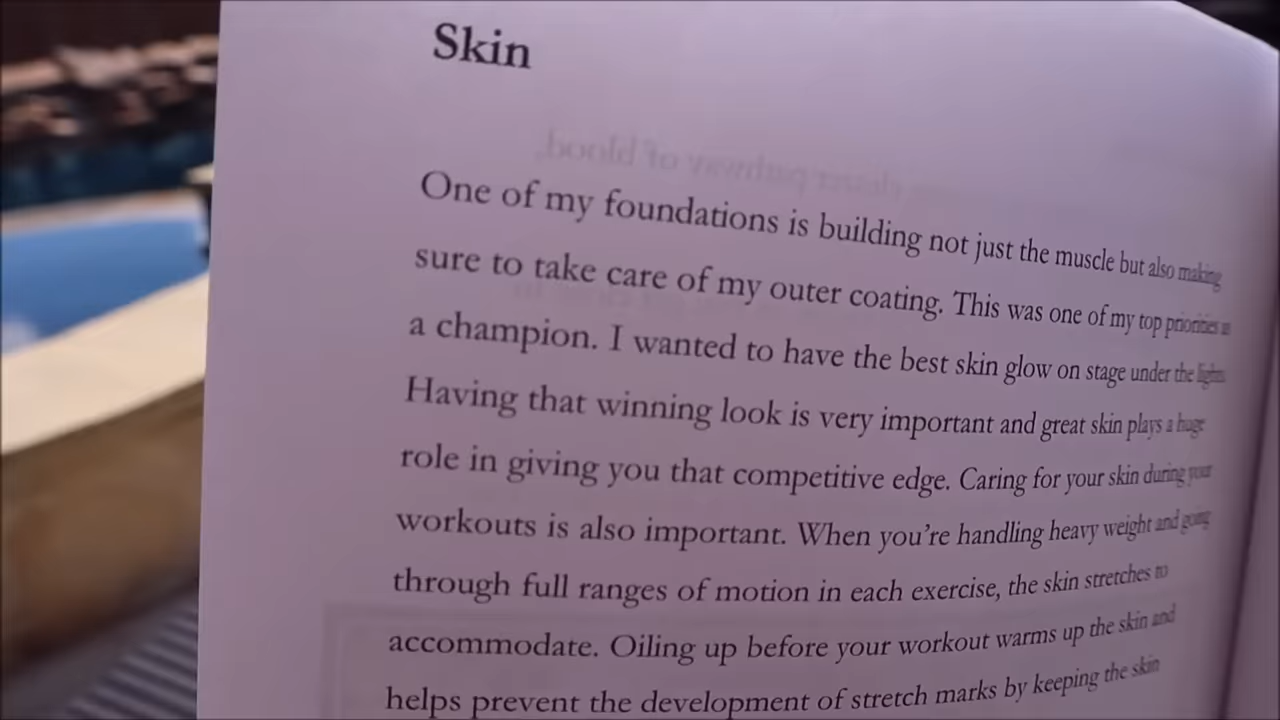 Skin
One of my foundations is building not just the muscle but also making
sure to take care of my outer coating. This was one of my top priorities as
a champion. I wanted to have the best skin glow on stage under the lights
Having that winning look is very important and great skin plays a huge
role in giving you that competitive edge. Caring for your skin during your
workouts is also important. When you're handling heavy weight and going
through full ranges of motion in each exercise, the skin stretches to
accommodate. Oiling up before your workout warms up the skin and
helps prevent the development of stretch marks by keeping the skin